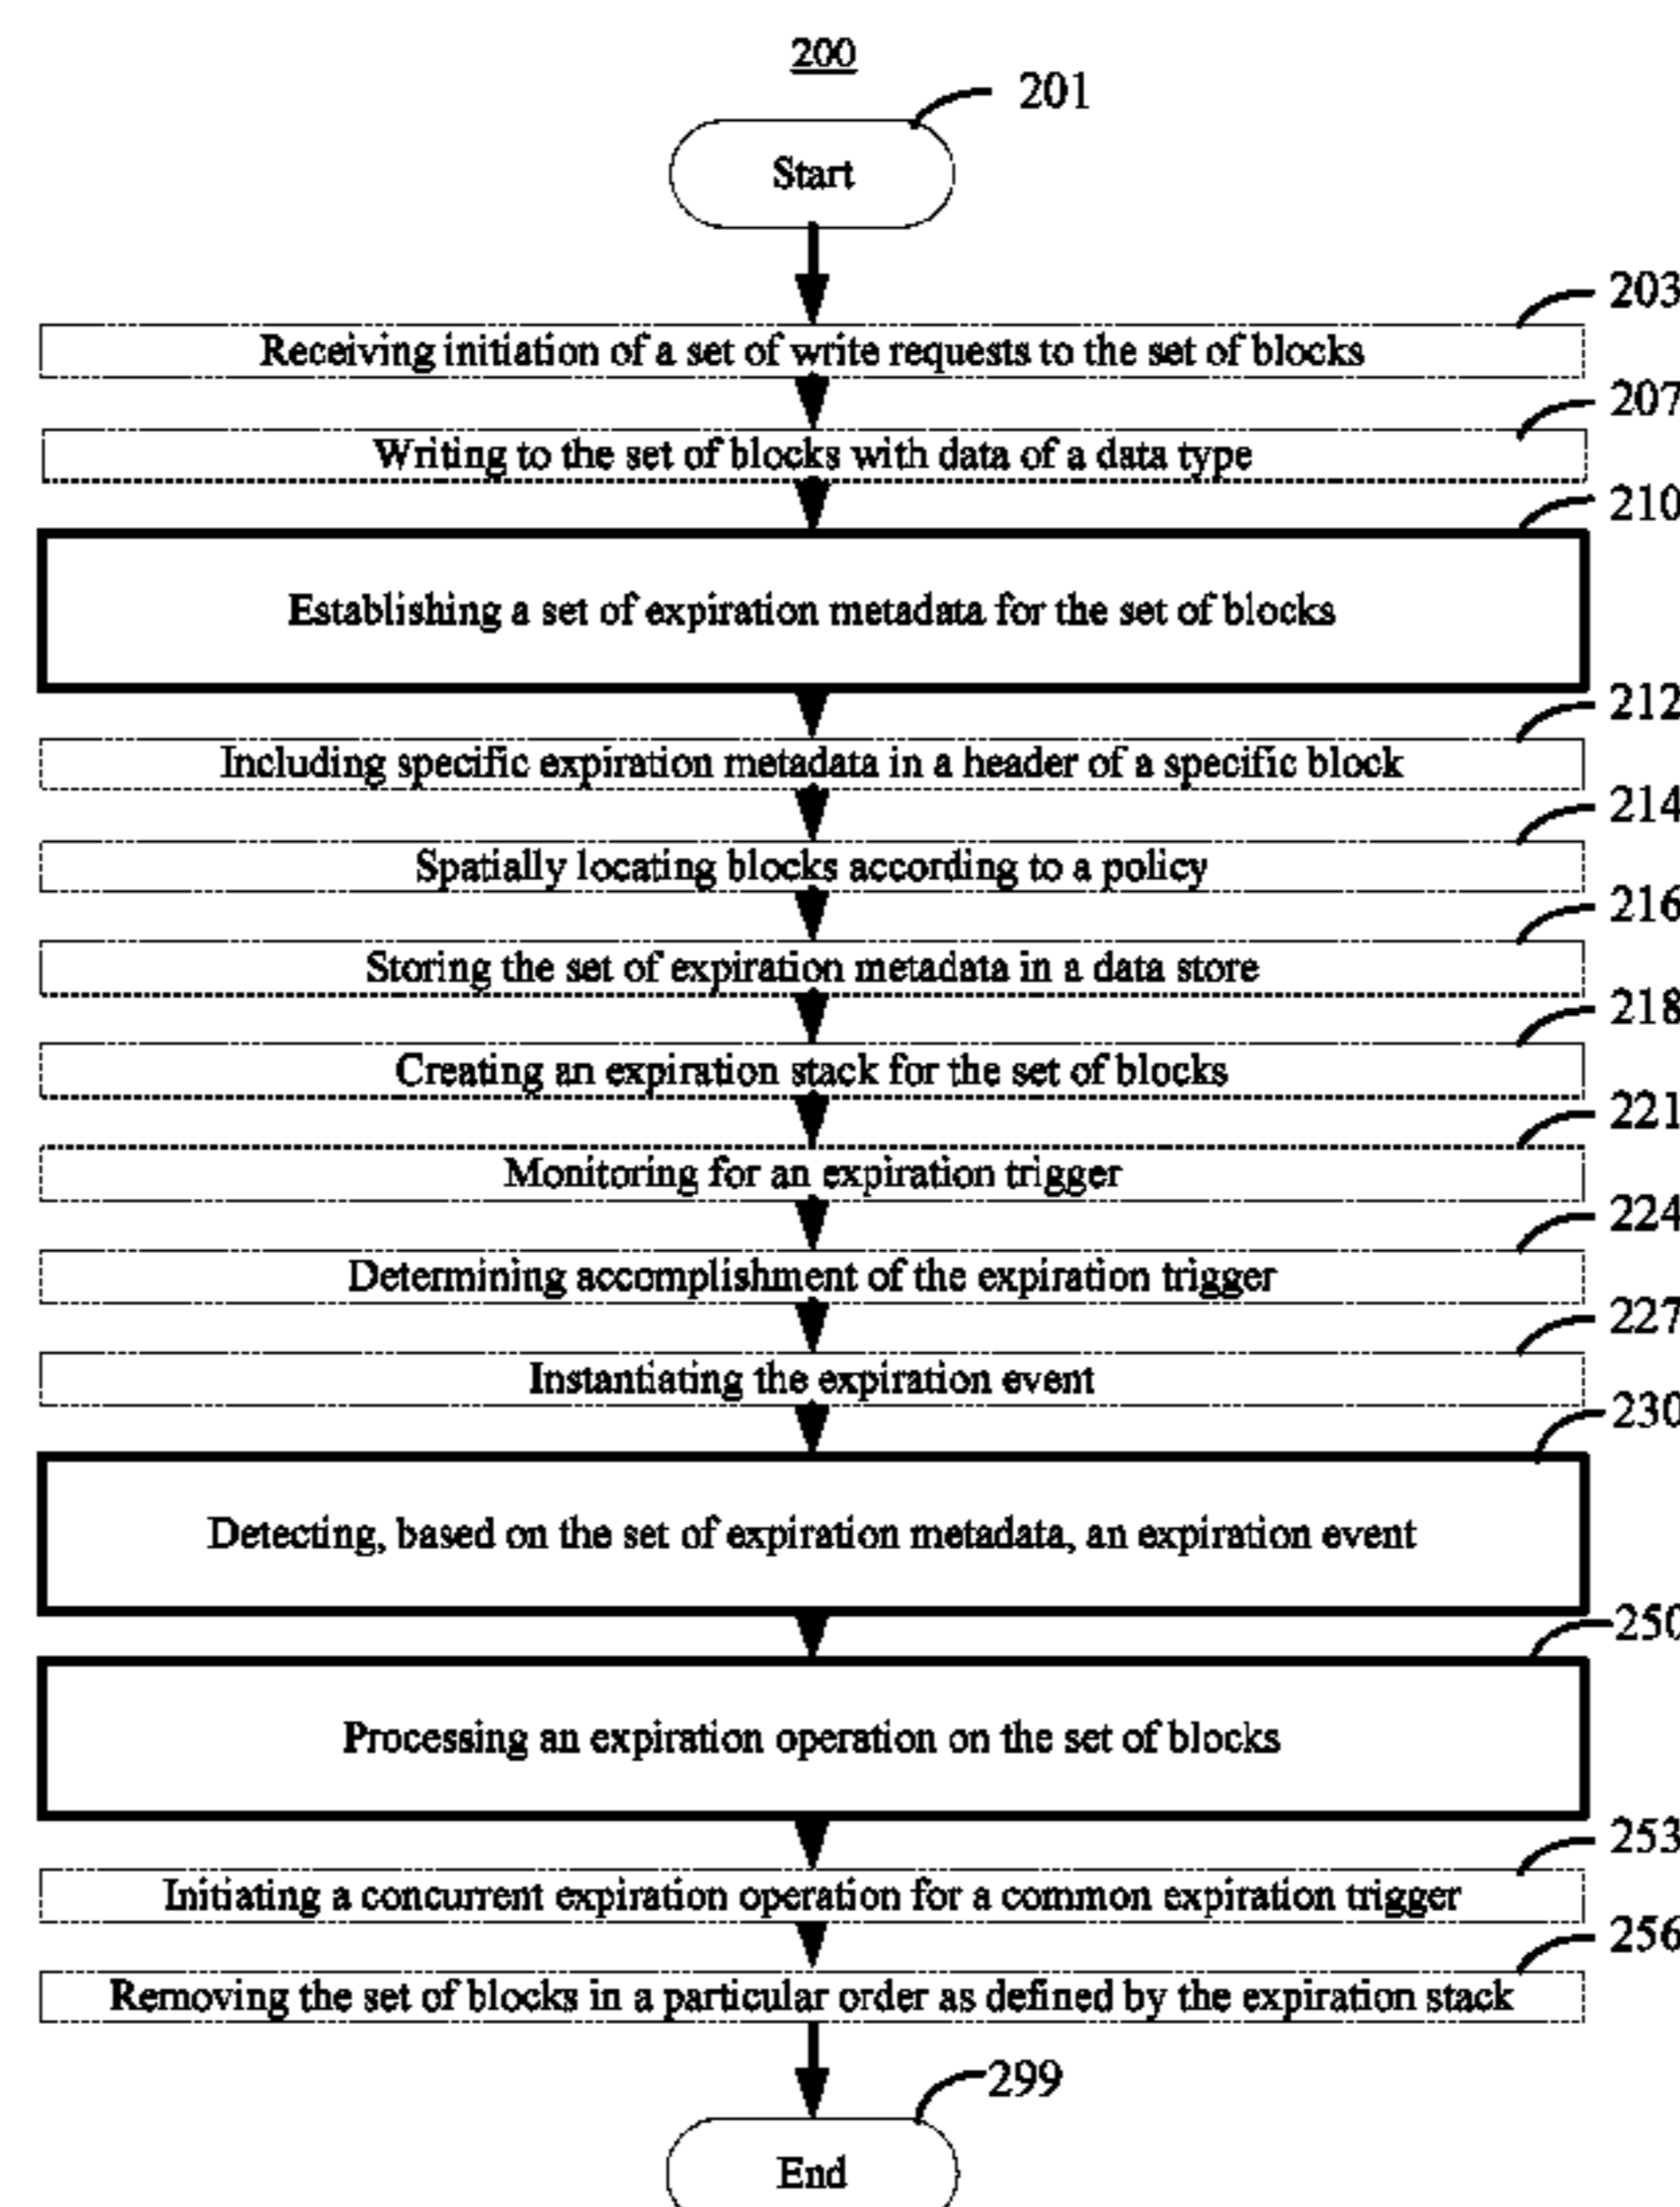 200
201
Start
203
Receiving initiation of a set of write requests to the set of blocks
207
Writing to the set of blocks with data of a data type
210
Establishing a set of expiration metadata for the set of blocks
212
Including specific expiration metadata in a header of a specific block
214
Spatially locating blocks according to a policy
216
Storing the set of expiration metadata in a data store
218
Creating an expiration stack for the set of blocks
221
Monitoring for an expiration trigger
224
Determining accomplishment of the expiration trigger
227
Instantiating the expiration event
230
Detecting, based on the set of expiration metadata, an expiration event
250
Processing an expiration operation on the set of blocks
253
Initiating a concurrent expiration operation for a common expiration trigger
256
Removing the set of blocks in a particular order as defined by the expiration stack
299
End